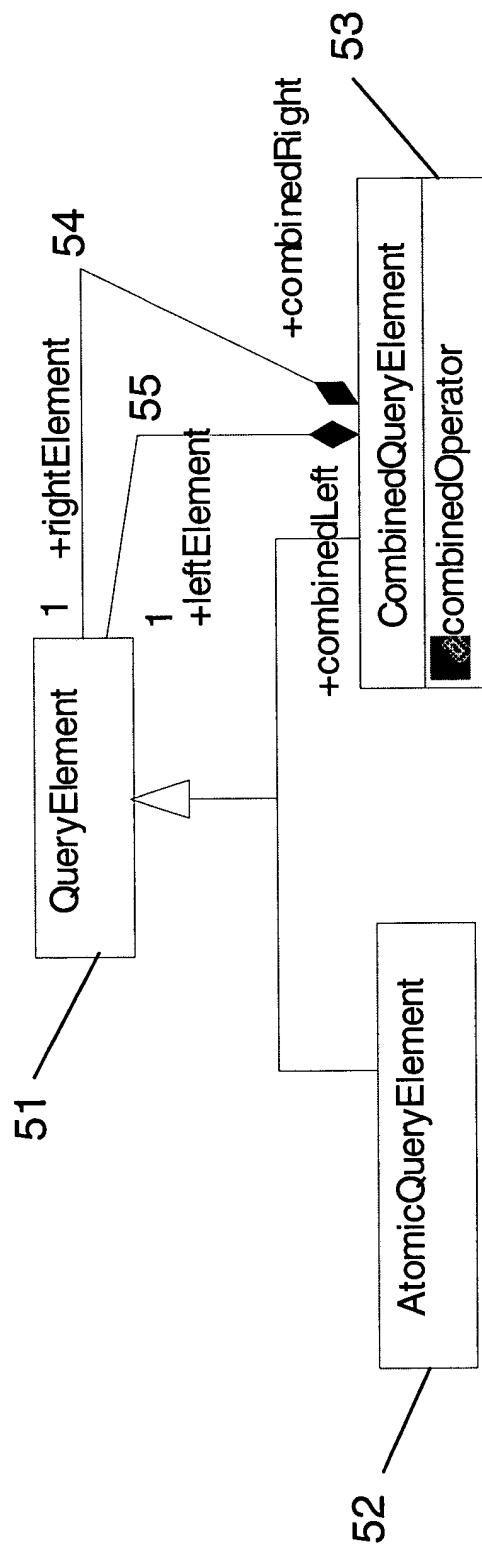 51
QueryElement
1
+rightElement
54
1
+leftElement
55
+combinedLeft
+combinedRight
52
AtomicQueryElement
CombinedQueryElement
combinedOperator
53